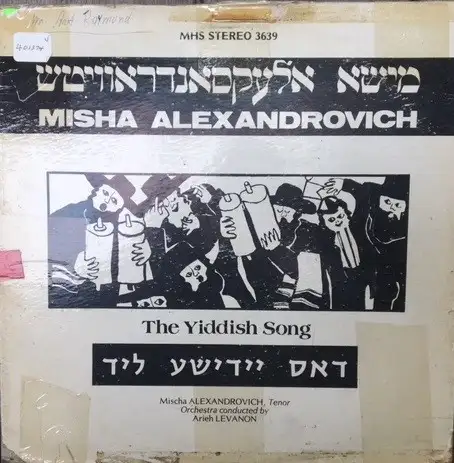 MHS STEREO 3639
מישא אלעקסאנדראוויטש
MISHA ALEXANDROVICH
The Yiddish Song
דאס יידישע ליד
Mischa ALEXANDROVICH, Tenor
Orchestra conducted by
Arieh LEVANON